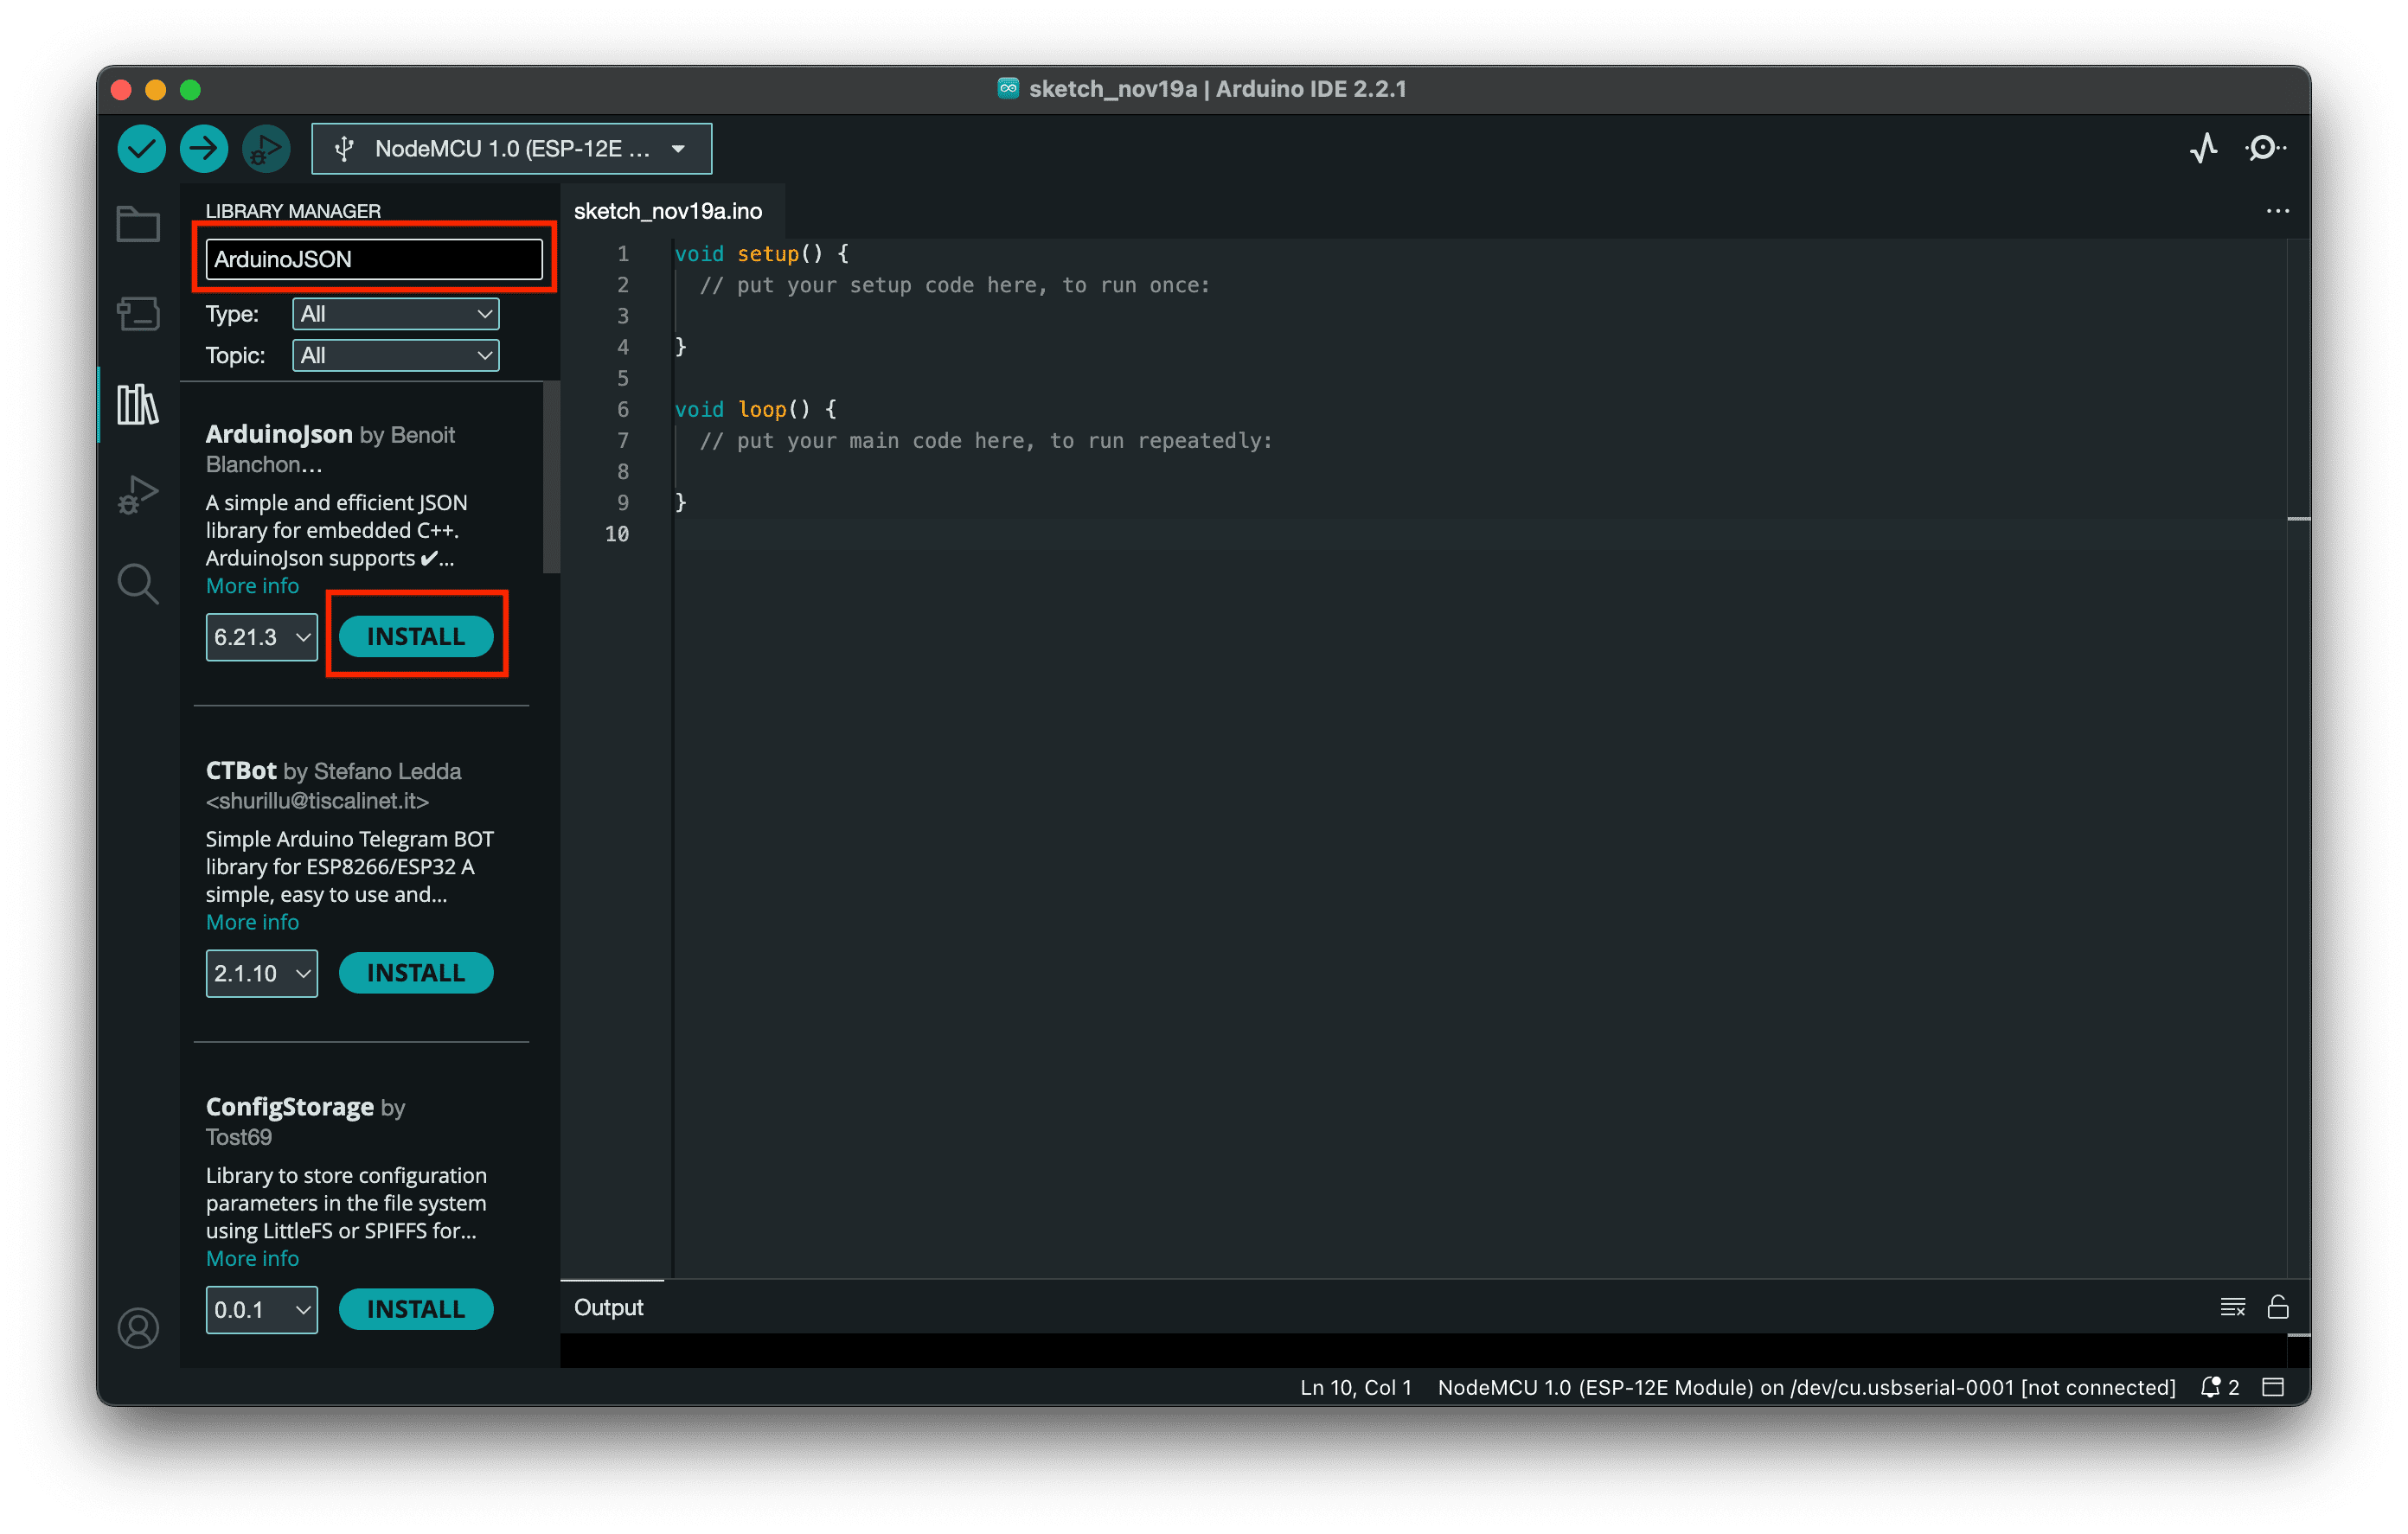 sketch_nov19a | Arduino IDE 2.2.1
NodeMCU 1.0 (ESP-12E ...
LIBRARY MANAGER
ArduinoJSON
Type: All
Topic: All
ArduinoJson by Benoit
Blanchon...
A simple and efficient JSON
library for embedded C++.
ArduinoJson supports ✔...
More info
6.21.3 INSTALL
CTBot by Stefano Ledda
<shurillu@tiscalinet.it>
Simple Arduino Telegram BOT
library for ESP8266/ESP32 A
simple, easy to use and...
More info
2.1.10 INSTALL
ConfigStorage by
Tost69
Library to store configuration
parameters in the file system
using LittleFS or SPIFFS for...
More info
0.0.1 INSTALL
sketch_nov19a.ino
1 void setup() {
2 // put your setup code here, to run once:
3
4 }
5
6 void loop() {
7 // put your main code here, to run repeatedly:
8
9 }
10
Output
Ln 10, Col 1 NodeMCU 1.0 (ESP-12E Module) on /dev/cu.usbserial-0001 [not connected] 2